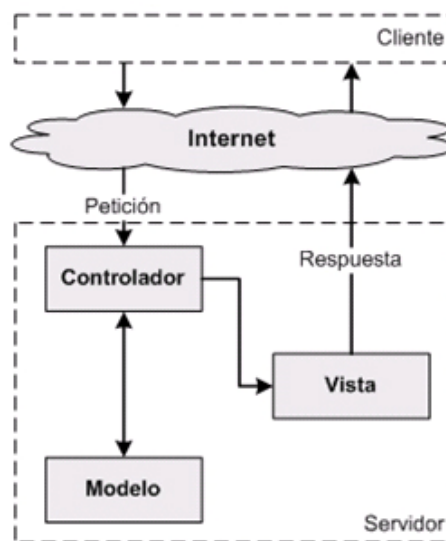 Cliente
Internet
Petición
Controlador
Respuesta
Vista
Modelo
Servidor